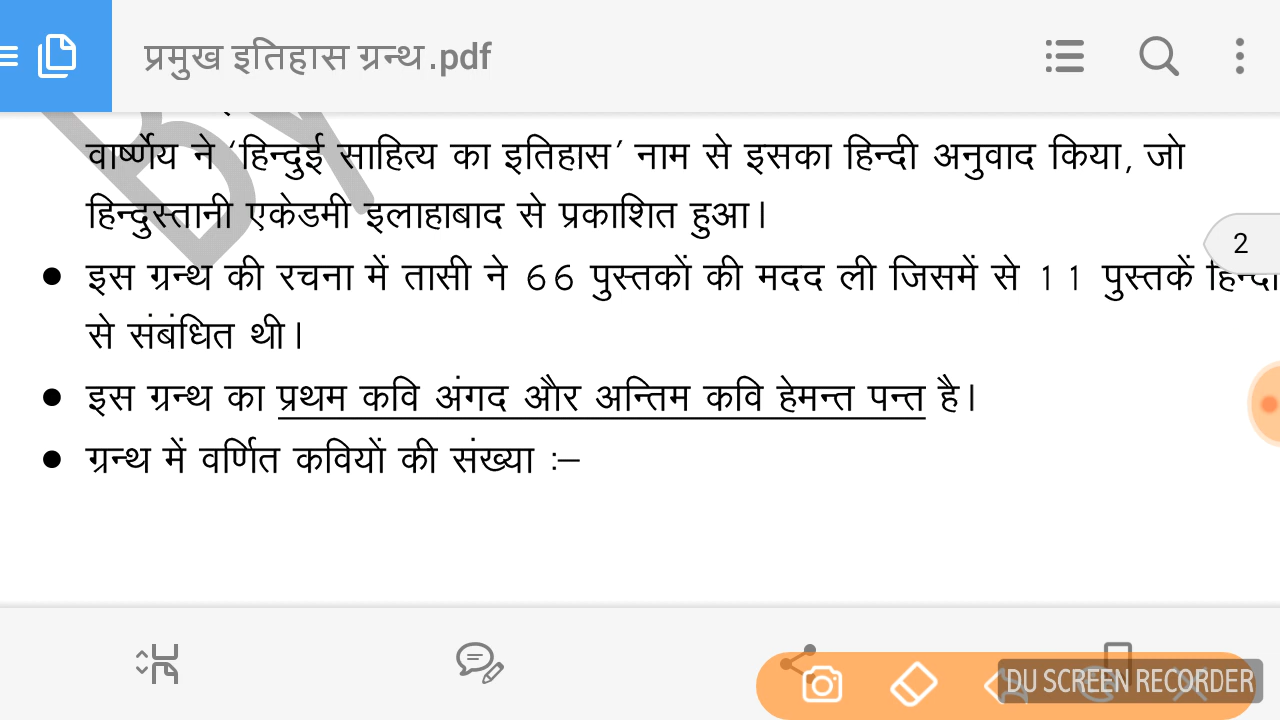 प्रमुख इतिहास ग्रन्थ.pdf
By
वार्ष्णेय ने ‘हिन्दुई साहित्य का इतिहास’ नाम से इसका हिन्दी अनुवाद किया, जो
2
हिन्दुस्तानी एकेडमी इलाहाबाद से प्रकाशित हुआ।
● इस ग्रन्थ की रचना में तासी ने 66 पुस्तकों की मदद ली जिसमें से 11 पुस्तकें हिन्दी
से संबंधित थी।
● इस ग्रन्थ का प्रथम कवि अंगद और अन्तिम कवि हेमन्त पन्त है।
● ग्रन्थ में वर्णित कवियों की संख्या :–
DU SCREEN RECORDER